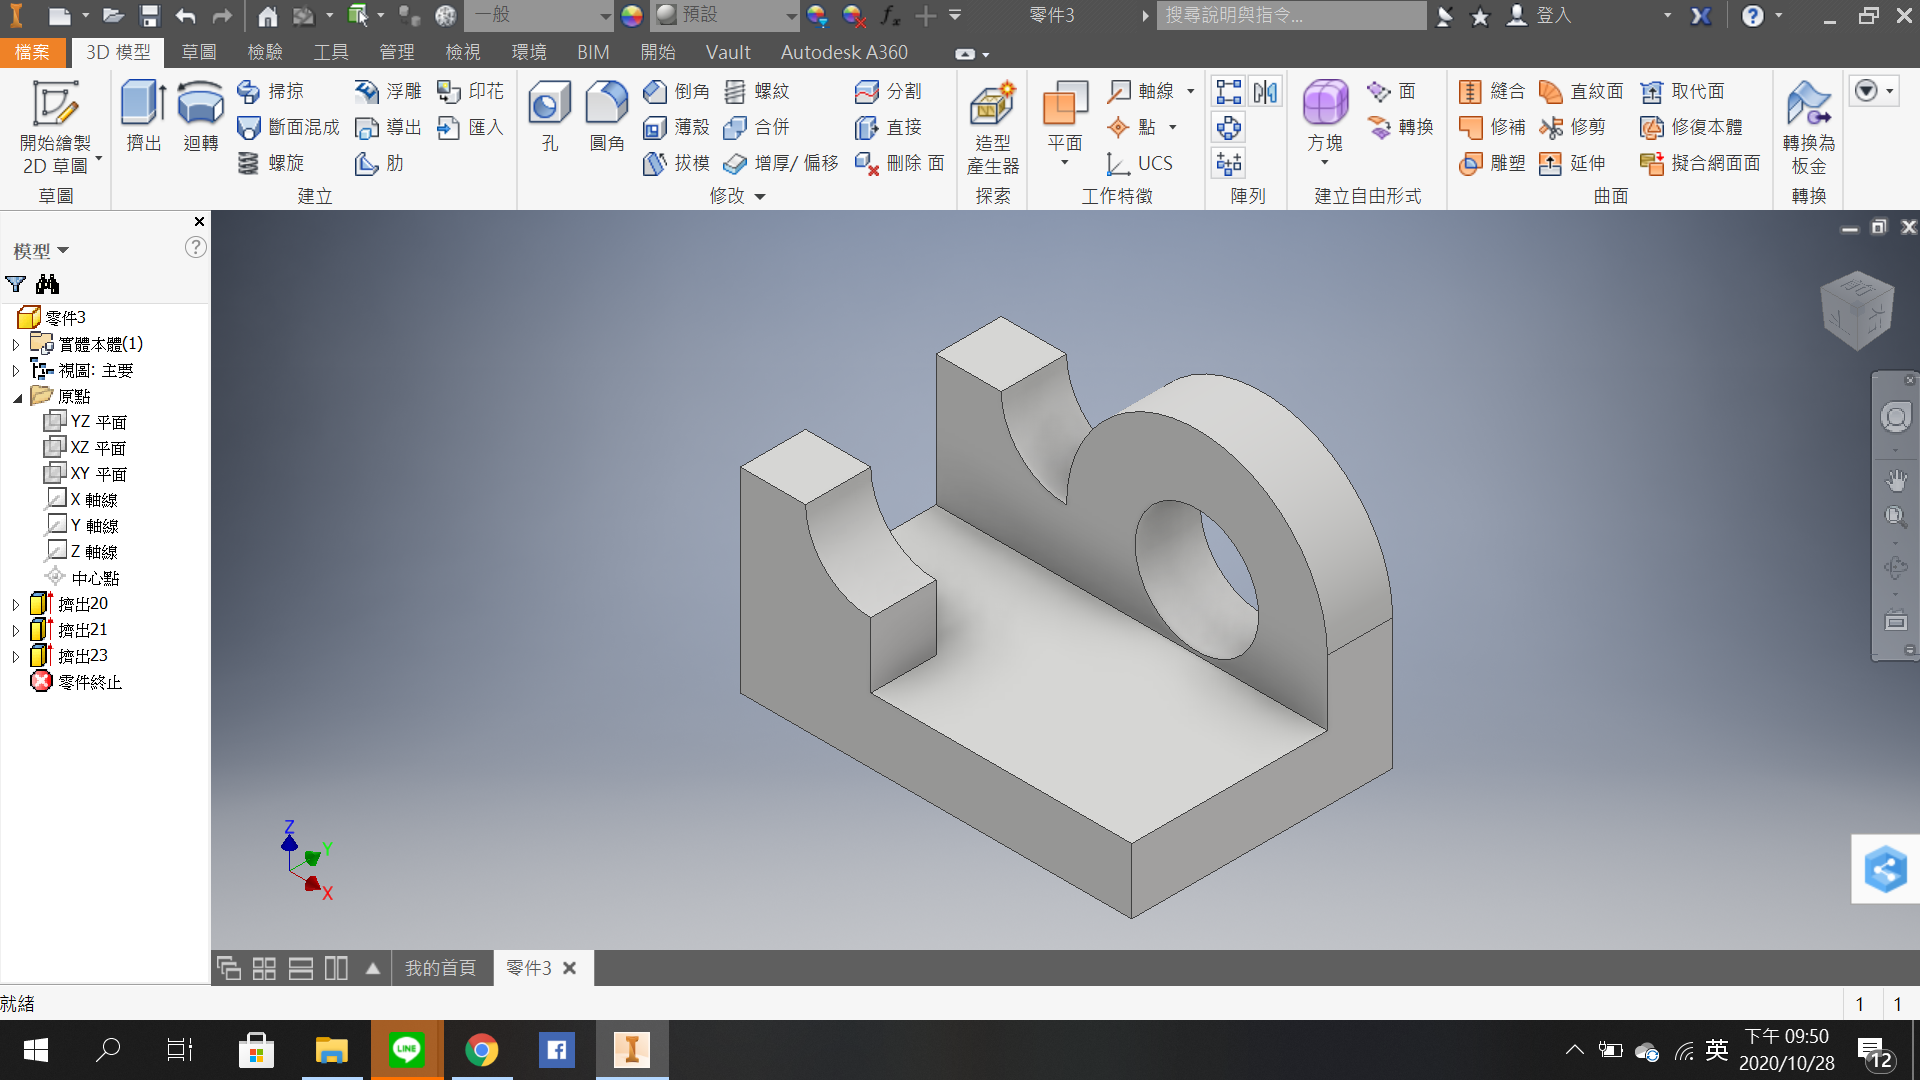 一般
預設
fx
零件3
搜尋說明與指令...
登入
檔案
3D 模型
草圖
檢驗
工具
管理
檢視
環境
BIM
開始
Vault
Autodesk A360
開始繪製
2D 草圖
草圖
擠出
迴轉
掃掠
斷面混成
螺旋
浮雕
導出
肋
印花
匯入
建立
孔
圓角
倒角
薄殼
拔模
螺紋
合併
增厚/ 偏移
分割
直接
刪除 面
修改
造型
產生器
探索
平面
軸線
點
UCS
工作特徵
陣列
方塊
面
轉換
建立自由形式
縫合
修補
雕塑
直紋面
修剪
延伸
取代面
修復本體
擬合網面面
曲面
轉換為
板金
轉換
模型
零件3
實體本體(1)
視圖: 主要
原點
YZ 平面
XZ 平面
XY 平面
X 軸線
Y 軸線
Z 軸線
中心點
擠出20
擠出21
擠出23
零件終止
Z
Y
X
我的首頁
零件3
就緒
1
1
LINE
英
下午 09:50
2020/10/28
12